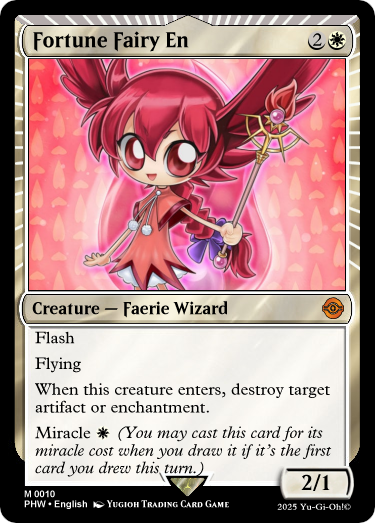 Fortune Fairy En 2
Creature — Faerie Wizard
Flash
Flying
When this creature enters, destroy target
artifact or enchantment.
Miracle (You may cast this card for its
miracle cost when you draw it if it's the first
card you drew this turn.)
2/1
M 0010
PHW • English YUGIOH TRADING CARD GAME
2025 Yu-Gi-Oh!©